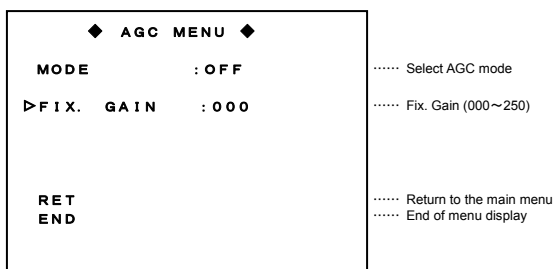 ◆ AGC MENU ◆
MODE :OFF ······ Select AGC mode
▷FIX. GAIN :000 ······ Fix. Gain (000～250)
RET ······ Return to the main menu
END ······ End of menu display